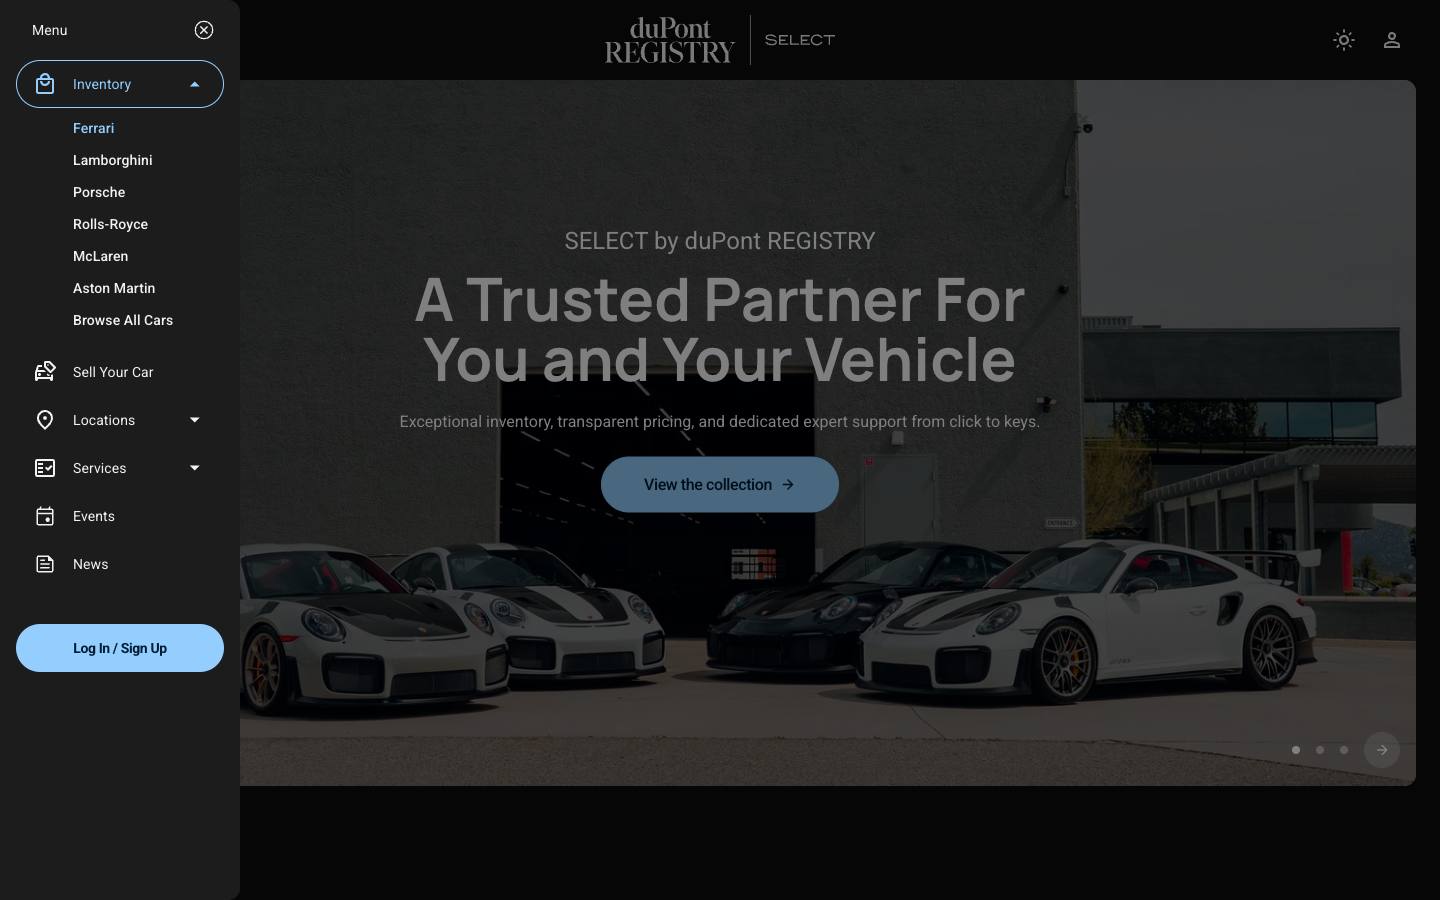 Menu
Inventory
Ferrari
Lamborghini
Porsche
Rolls-Royce
McLaren
Aston Martin
Browse All Cars
Sell Your Car
Locations
Services
Events
News
Log In / Sign Up
duPont
REGISTRY
SELECT
SELECT by duPont REGISTRY
A Trusted Partner For
You and Your Vehicle
Exceptional inventory, transparent pricing, and dedicated expert support from click to keys.
View the collection
ENTRANCE